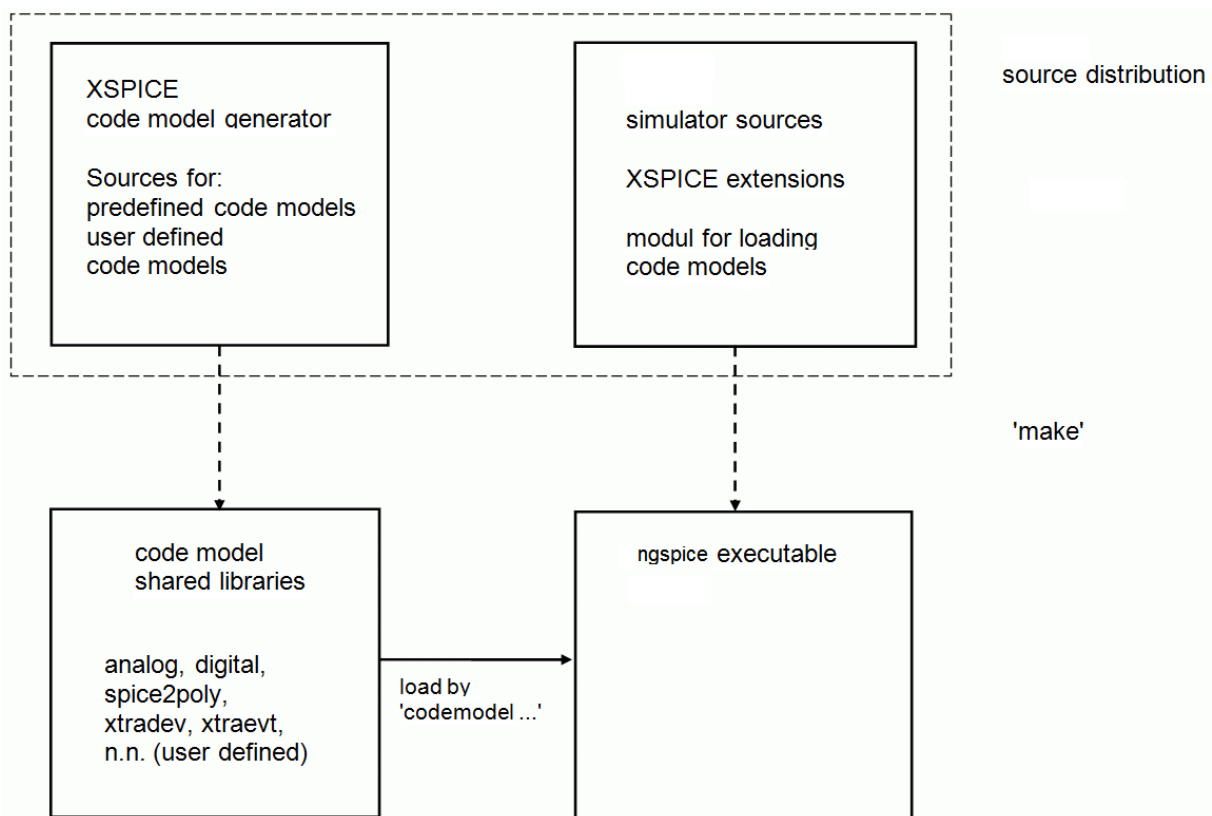 XSPICE
code model generator
Sources for:
predefined code models
user defined
code models
simulator sources
XSPICE extensions
modul for loading
code models
source distribution
'make'
code model
shared libraries
analog, digital,
spice2poly,
xtradev, xtraevt,
n.n. (user defined)
load by
'codemodel ...'
ngspice executable